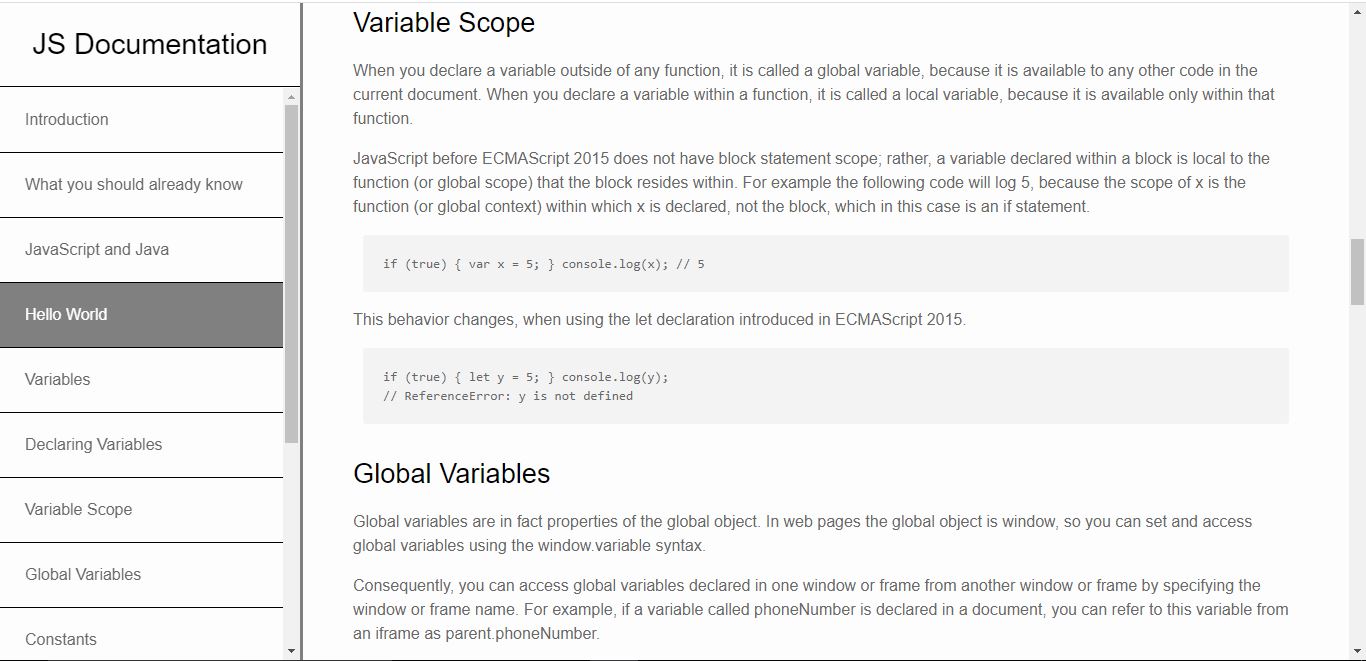 JS Documentation
Introduction
What you should already know
JavaScript and Java
Hello World
Variables
Declaring Variables
Variable Scope
Global Variables
Constants
Variable Scope
When you declare a variable outside of any function, it is called a global variable, because it is available to any other code in the
current document. When you declare a variable within a function, it is called a local variable, because it is available only within that
function.
JavaScript before ECMAScript 2015 does not have block statement scope; rather, a variable declared within a block is local to the
function (or global scope) that the block resides within. For example the following code will log 5, because the scope of x is the
function (or global context) within which x is declared, not the block, which in this case is an if statement.
if (true) { var x = 5; } console.log(x); // 5
This behavior changes, when using the let declaration introduced in ECMAScript 2015.
if (true) { let y = 5; } console.log(y);
// ReferenceError: y is not defined
Global Variables
Global variables are in fact properties of the global object. In web pages the global object is window, so you can set and access
global variables using the window.variable syntax.
Consequently, you can access global variables declared in one window or frame from another window or frame by specifying the
window or frame name. For example, if a variable called phoneNumber is declared in a document, you can refer to this variable from
an iframe as parent.phoneNumber.